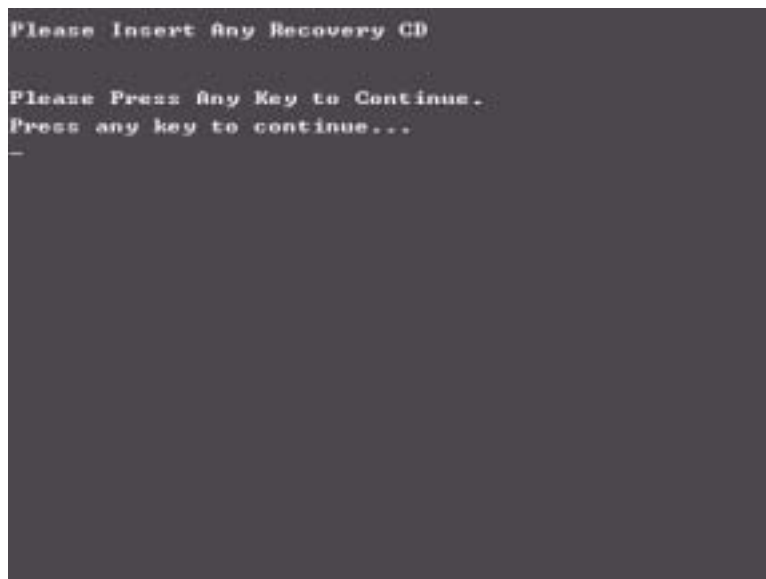 Please Insert Any Recovery CD
Please Press Any Key to Continue.
Press any key to continue...